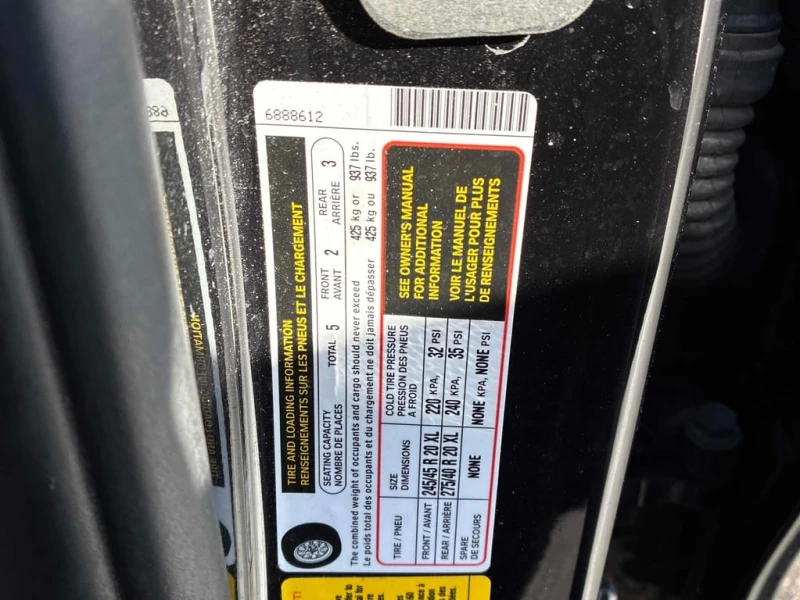 6888612
TIRE AND LOADING INFORMATION
RENSEIGNEMENTS SUR LES PNEUS ET LE CHARGEMENT
SEATING CAPACITY
NOMBRE DE PLACES
TOTAL 5
FRONT
AVANT
2
REAR
ARRIÈRE
3
The combined weight of occupants and cargo should never exceed 425 kg or 937 lbs.
Le poids total des occupants et du chargement ne doit jamais dépasser 425 kg ou 937 lb.
TIRE / PNEU
SIZE
DIMENSIONS
COLD TIRE PRESSURE
PRESSION DES PNEUS
A FROID
FRONT / AVANT 245/45 R 20 XL 220 KPA, 32 PSI
REAR / ARRIÈRE 275/40 R 20 XL 240 KPA, 35 PSI
SPARE
DE SECOURS
NONE
NONE KPA, NONE PSI
SEE OWNER'S MANUAL
FOR ADDITIONAL
INFORMATION
VOIR LE MANUEL DE
L'USAGER POUR PLUS
DE RENSEIGNEMENTS